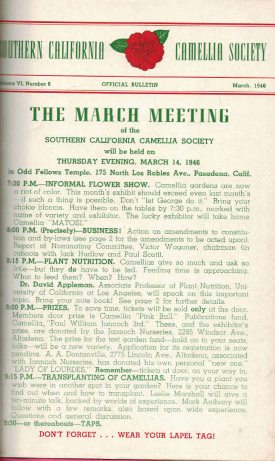 SOUTHERN CALIFORNIA CAMELLIA SOCIETY
Volume VI, Number 6 OFFICIAL BULLETIN March, 1946
THE MARCH MEETING
of the
SOUTHERN CALIFORNIA CAMELLIA SOCIETY
will be held on
THURSDAY EVENING, MARCH 14, 1946
in Odd Fellows Temple, 175 North Los Robles Ave., Pasadena, Calif.
7:30 P.M.—INFORMAL FLOWER SHOW. Camellia gardens are now
a riot of color. This month's exhibit should exceed even last month's
—if such a thing is possible. Don't "let George do it." Bring your
choice blooms. Have them on the tables by 7:30 p.m., marked with
name of variety and exhibitor. The lucky exhibitor will take home
Camellia "MATOSI."
8:00 P.M. (Precisely)—BUSINESS! Action on amendments to constitu-
tion and by-laws (see page 2 for the amendments to be acted upon).
Report of Nominating Committee, Victor Wagoner, chairman (in
cahoots with Jack Hudlow and Paul Scott).
8:15 P.M.—PLANT NUTRITION. Camellias give so much and ask so
little—but they do have to be fed. Feeding time is approaching.
What to feed them? When? How?
Dr. David Appleman, Associate Professor of Plant Nutrition, Uni-
versity of California at Los Angeles, will speak on this important
topic. Bring your note book! See page 2 for further details.
9:00 P.M.—PRIZES. To save time, tickets will be sold only at the door.
Members door prize is Camellia "Pink Ball." Publications fund,
Camellia, "Paul William Jannoch 3rd." These, and the exhibitor's
prize, are donated by the Jannoch Nurseries, 2295 Windsor Ave.,
Altadena. The prize for the tent garden fund—hold on to your seats,
folks—will be a new variety. Application for its registration is now
pending. A. A. Dontanville, 2775 Lincoln Ave., Altadena, associated
with Jannoch Nurseries, has donated his own personal "new one,"
"LADY OF LOURDES." Remember—tickets at door, on your way in.
9:15 P.M.—TRANSPLANTING OF CAMELLIAS. Have you a plant you
wish were in another spot in your garden? Here is your chance to
find out when and how to transplant. Leslie Marshall will give a
ten-minute talk, backed by years of experience. Mark Anthony will
follow with a few remarks, also based upon wide experience.
Questions and general discussion.
9:00—or thereabouts—TAPS.
DON'T FORGET . . . WEAR YOUR LAPEL TAG!